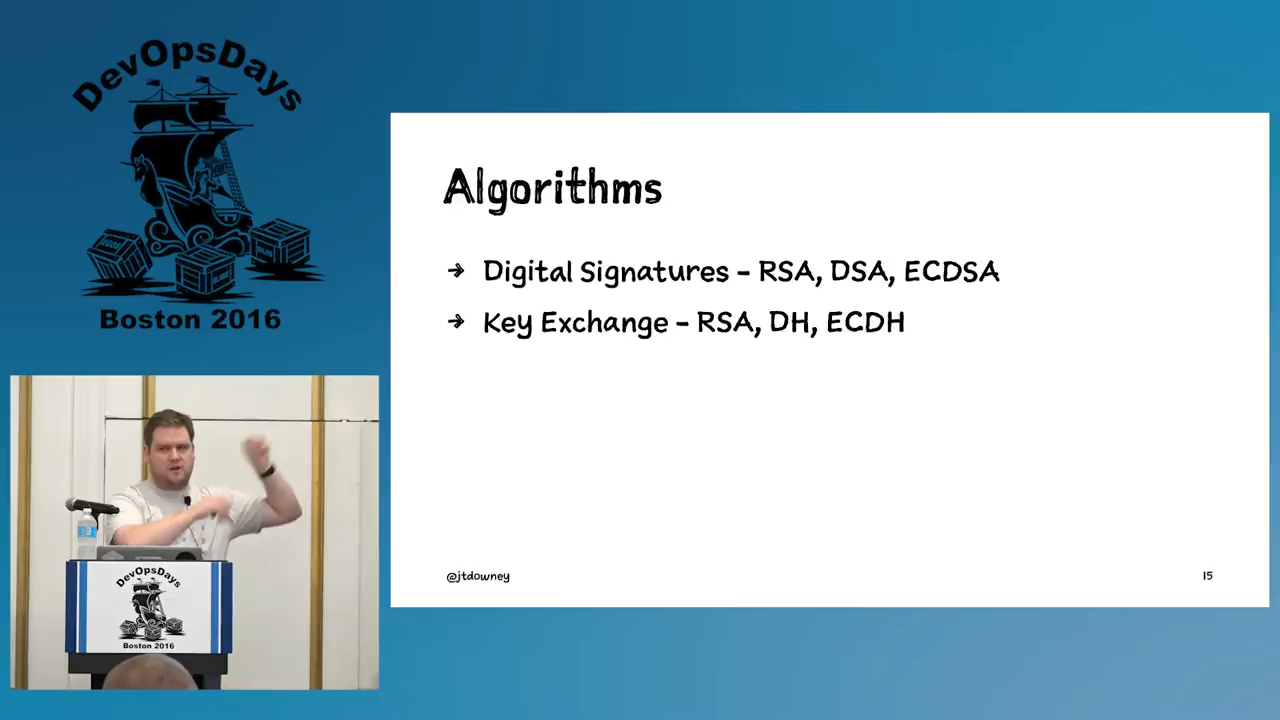 DevOpsDays
Boston 2016
Algorithms
→ Digital Signatures – RSA, DSA, ECDSA
→ Key Exchange – RSA, DH, ECDH
@jtdowney
15
DevOpsDays
Boston 2016